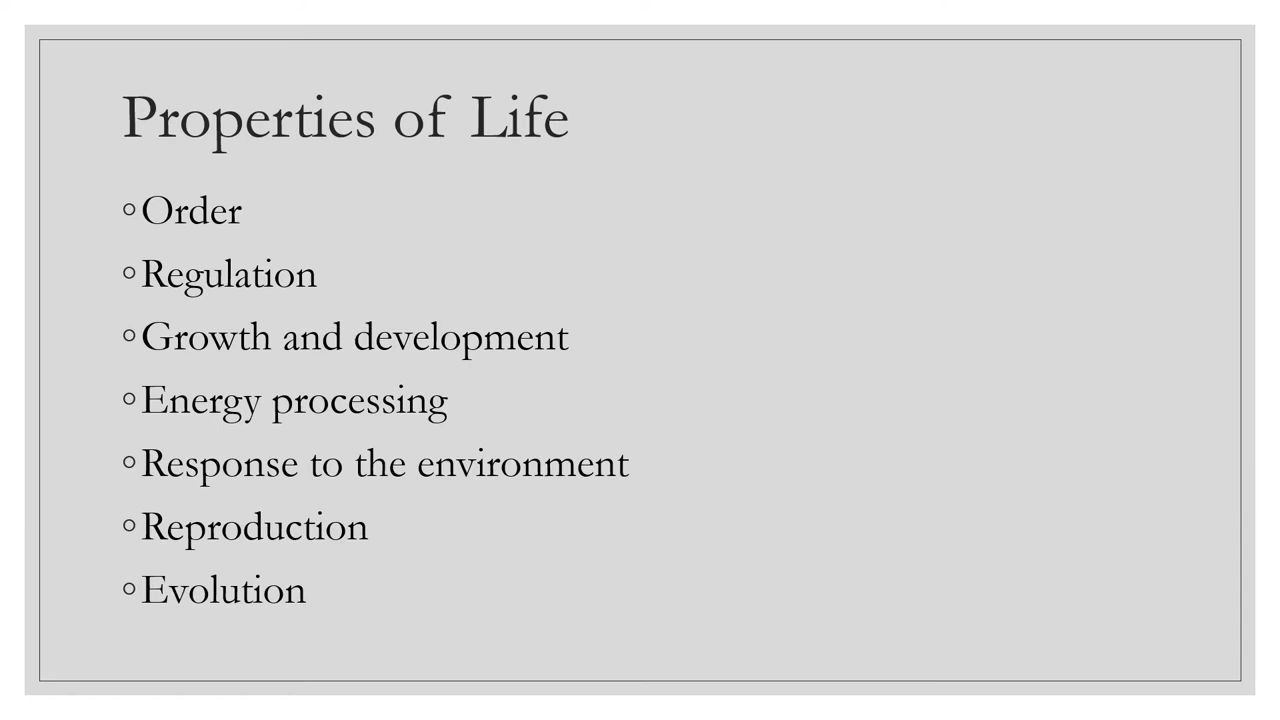 Properties of Life
◦Order
◦Regulation
◦Growth and development
◦Energy processing
◦Response to the environment
◦Reproduction
◦Evolution